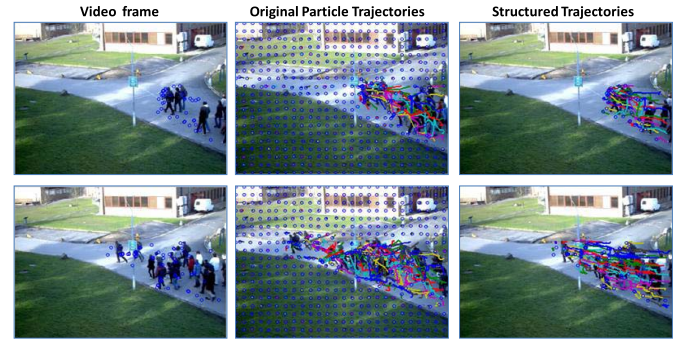 Video frame
Original Particle Trajectories
Structured Trajectories